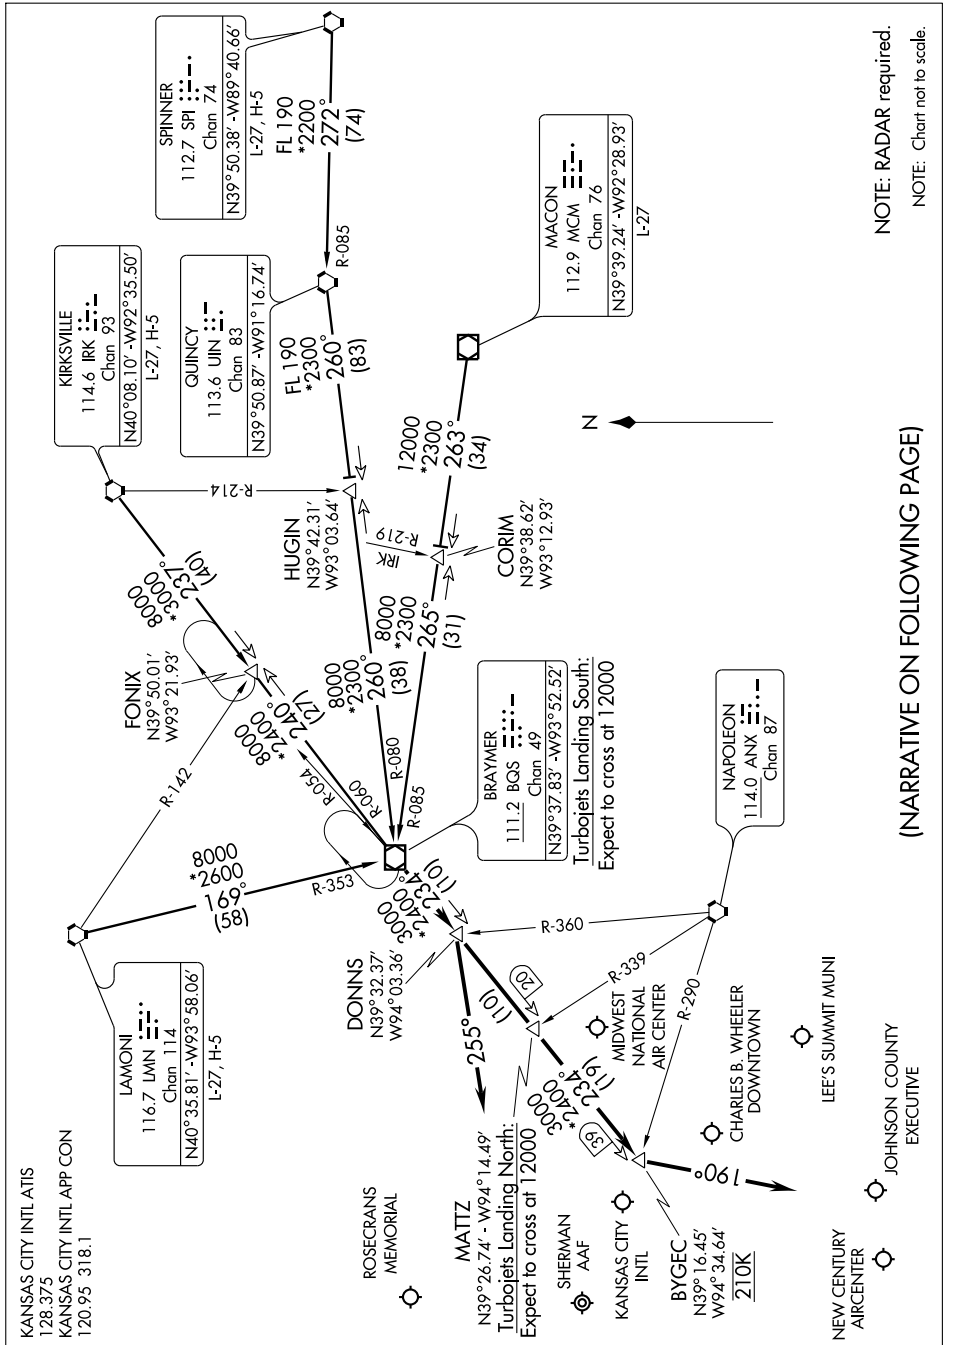 KANSAS CITY INTL ATIS
128.375
KANSAS CITY INTL APP CON
120.95 318.1
LAMONI
116.7 LMN
Chan 114
N40°35.81' -W93°58.06'
L-27, H-5
KIRKSVILLE
114.6 IRK
Chan 93
N40°08.10' -W92°35.50'
L-27, H-5
SPINNER
112.7 SPI
Chan 74
N39°50.38' -W89°40.66'
L-27, H-5
QUINCY
113.6 UIN
Chan 83
N39°50.87' -W91°16.74'
MACON
112.9 MCM
Chan 76
N39°39.24' -W92°28.93'
L-27
FL 190
*2200
272°
(74)
R-085
FL 190
*2300
260°
(83)
12000
*2300
263°
(34)
8000
*3000
237°
(40)
R-214
R-142
FONIX
N39°50.01'
W93°21.93'
HUGIN
N39°42.31'
W93°03.64'
IRK
R-219
CORIM
N39°38.62'
W93°12.93'
8000
*2400
240°
(27)
R-054
R-060
8000
*2300
260°
(38)
R-080
8000
*2300
265°
(31)
R-085
8000
*2600
169°
(58)
R-353
BRAYMER
111.2 BQS
Chan 49
N39°37.83' -W93°52.52'
Turbojets Landing South:
Expect to cross at 12000
3000
*2400
234°
(10)
DONNS
N39°32.37'
W94°03.36'
R-360
R-339
R-290
NAPOLEON
114.0 ANX
Chan 87
255°
(10)
20
MATTZ
N39°26.74' - W94°14.49'
Turbojets Landing North:
Expect to cross at 12000
3000
*2400
234°
(19)
39
BYGEC
N39°16.45'
W94°34.64'
210K
190°
ROSECRANS
MEMORIAL
SHERMAN
AAF
KANSAS CITY
INTL
MIDWEST
NATIONAL
AIR CENTER
CHARLES B. WHEELER
DOWNTOWN
LEE'S SUMMIT MUNI
JOHNSON COUNTY
EXECUTIVE
NEW CENTURY
AIRCENTER
N
NOTE: RADAR required.
NOTE: Chart not to scale.
(NARRATIVE ON FOLLOWING PAGE)